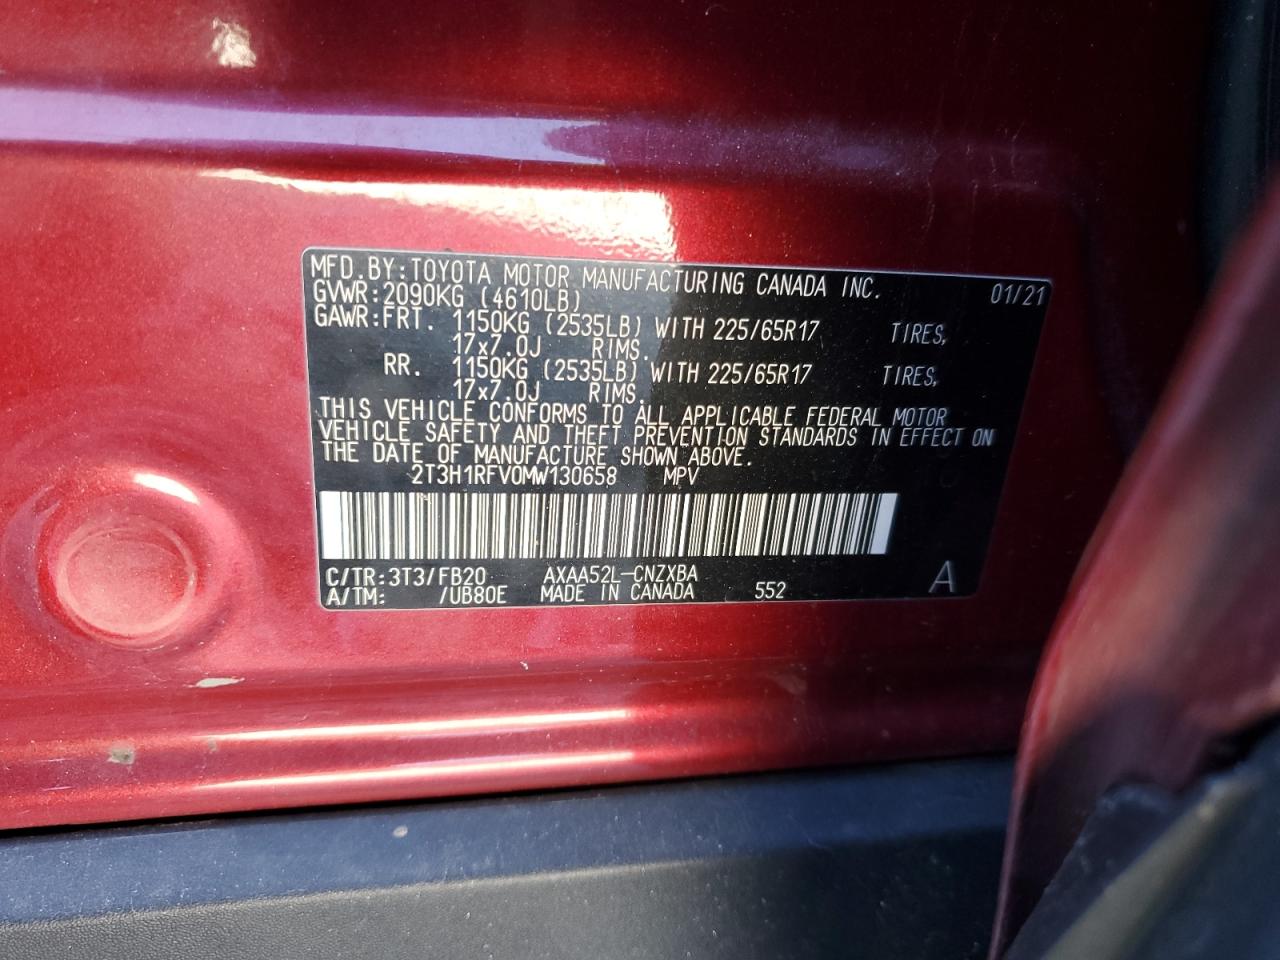 MFD.BY:TOYOTA MOTOR MANUFACTURING CANADA INC. 01/21
GVWR:2090KG (4610LB)
GAWR:FRT. 1150KG (2535LB) WITH 225/65R17 TIRES,
17x7.0J RIMS.
RR. 1150KG (2535LB) WITH 225/65R17 TIRES,
17x7.0J RIMS.
THIS VEHICLE CONFORMS TO ALL APPLICABLE FEDERAL MOTOR
VEHICLE SAFETY AND THEFT PREVENTION STANDARDS IN EFFECT ON
THE DATE OF MANUFACTURE SHOWN ABOVE.
2T3H1RFV0MW130658 MPV
C/TR:3T3/FB20 AXAA52L-CNZXBA
A/TM: /UB80E MADE IN CANADA 552 A